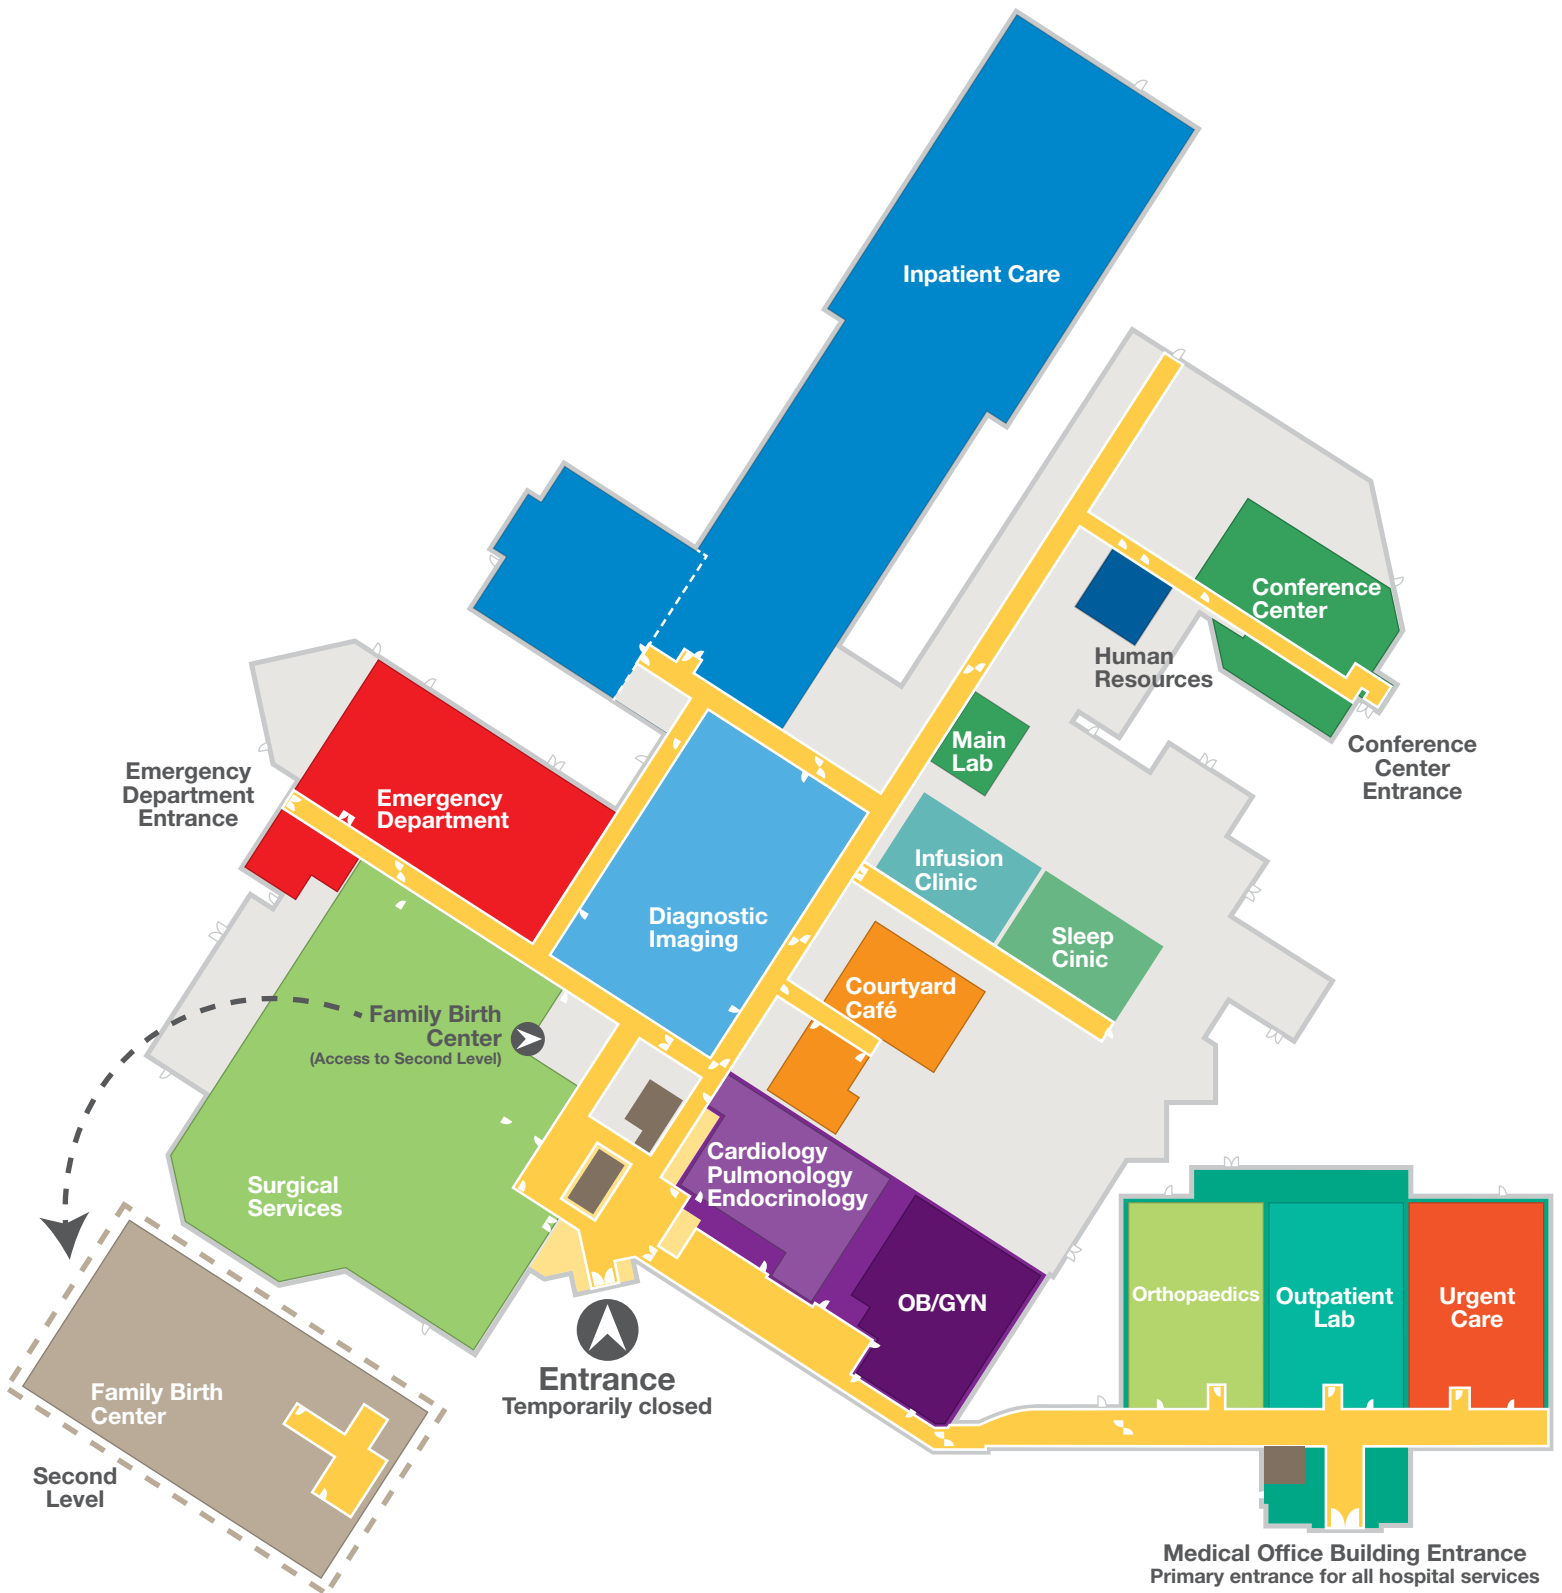 Inpatient Care
Conference
Center
Human
Resources
Main
Lab
Conference
Center
Entrance
Emergency
Department
Entrance
Emergency
Department
Infusion
Clinic
Diagnostic
Imaging
Sleep
Cinic
Courtyard
Café
Family Birth
Center
(Access to Second Level)
Cardiology
Pulmonology
Endocrinology
Surgical
Services
OB/GYN
Orthopaedics
Outpatient
Lab
Urgent
Care
Entrance
Temporarily closed
Family Birth
Center
Second
Level
Medical Office Building Entrance
Primary entrance for all hospital services